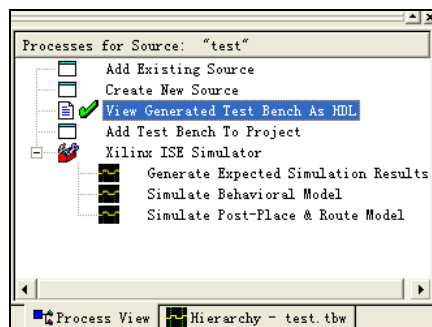 Processes for Source: "test"
Add Existing Source
Create New Source
View Generated Test Bench As HDL
Add Test Bench To Project
Xilinx ISE Simulator
Generate Expected Simulation Results
Simulate Behavioral Model
Simulate Post-Place & Route Model
Process View
Hierarchy - test.tbw